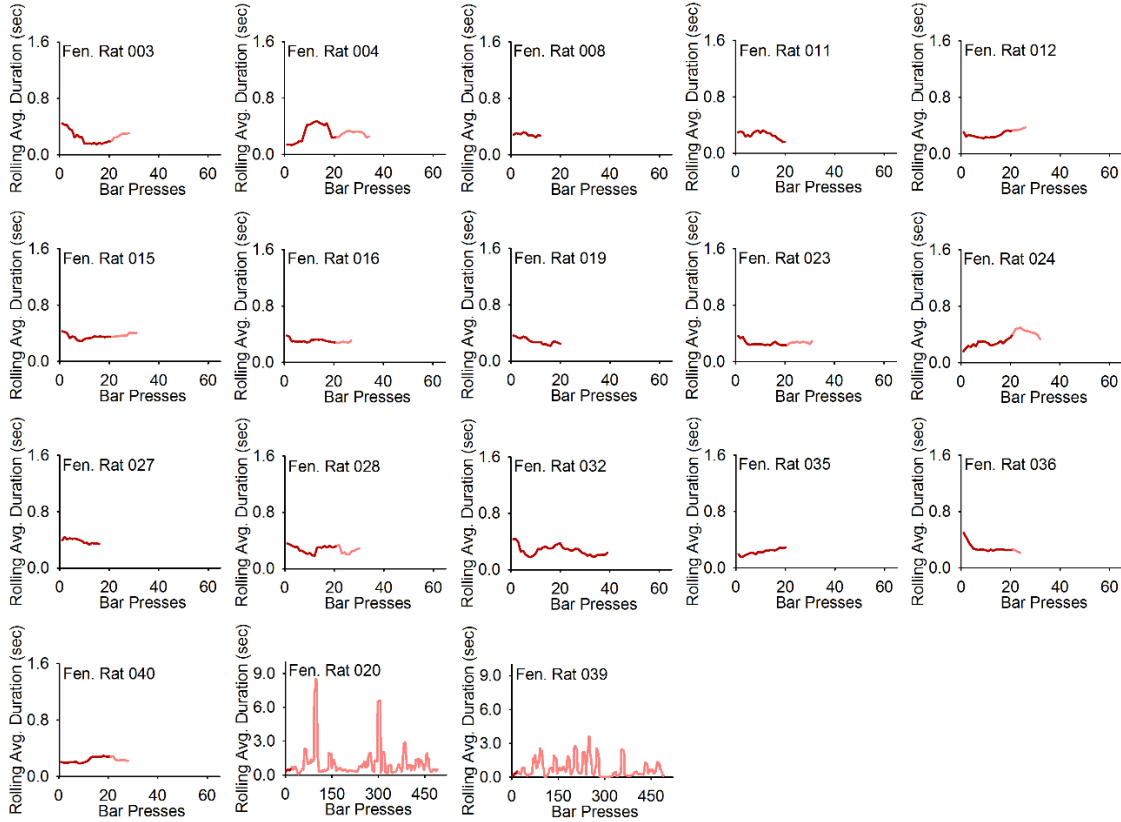 Rolling Avg. Duration (sec)
1.6
0.8
0.0
Fen. Rat 003
0 20 40 60
Bar Presses
Rolling Avg. Duration (sec)
1.6
0.8
0.0
Fen. Rat 004
0 20 40 60
Bar Presses
Rolling Avg. Duration (sec)
1.6
0.8
0.0
Fen. Rat 008
0 20 40 60
Bar Presses
Rolling Avg. Duration (sec)
1.6
0.8
0.0
Fen. Rat 011
0 20 40 60
Bar Presses
Rolling Avg. Duration (sec)
1.6
0.8
0.0
Fen. Rat 012
0 20 40 60
Bar Presses
Rolling Avg. Duration (sec)
1.6
0.8
0.0
Fen. Rat 015
0 20 40 60
Bar Presses
Rolling Avg. Duration (sec)
1.6
0.8
0.0
Fen. Rat 016
0 20 40 60
Bar Presses
Rolling Avg. Duration (sec)
1.6
0.8
0.0
Fen. Rat 019
0 20 40 60
Bar Presses
Rolling Avg. Duration (sec)
1.6
0.8
0.0
Fen. Rat 023
0 20 40 60
Bar Presses
Rolling Avg. Duration (sec)
1.6
0.8
0.0
Fen. Rat 024
0 20 40 60
Bar Presses
Rolling Avg. Duration (sec)
1.6
0.8
0.0
Fen. Rat 027
0 20 40 60
Bar Presses
Rolling Avg. Duration (sec)
1.6
0.8
0.0
Fen. Rat 028
0 20 40 60
Bar Presses
Rolling Avg. Duration (sec)
1.6
0.8
0.0
Fen. Rat 032
0 20 40 60
Bar Presses
Rolling Avg. Duration (sec)
1.6
0.8
0.0
Fen. Rat 035
0 20 40 60
Bar Presses
Rolling Avg. Duration (sec)
1.6
0.8
0.0
Fen. Rat 036
0 20 40 60
Bar Presses
Rolling Avg. Duration (sec)
1.6
0.8
0.0
Fen. Rat 040
0 20 40 60
Bar Presses
Rolling Avg. Duration (sec)
9.0
6.0
3.0
0.0
Fen. Rat 020
0 150 300 450
Bar Presses
Rolling Avg. Duration (sec)
9.0
6.0
3.0
0.0
Fen. Rat 039
0 150 300 450
Bar Presses